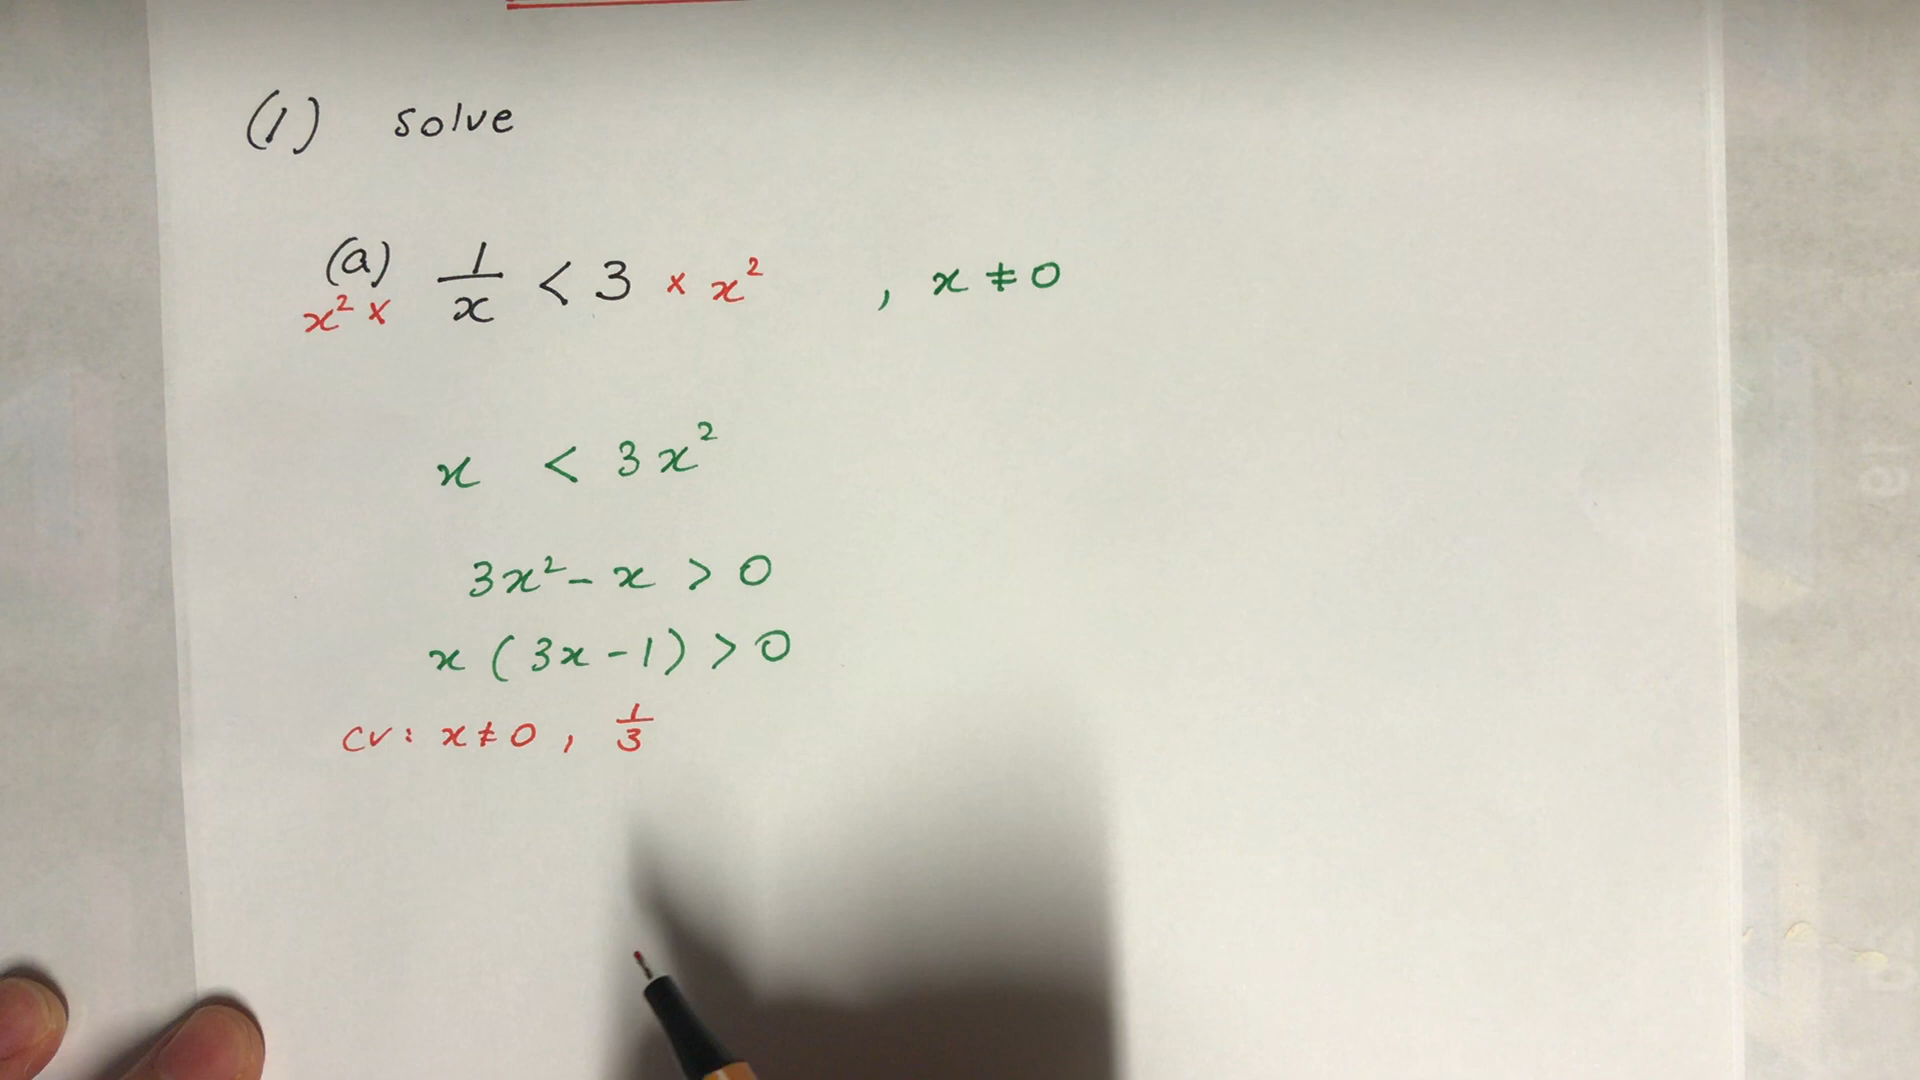 (1) solve
(a) x² × 1/x < 3 × x² , x ≠ 0
x < 3x²
3x² - x > 0
x (3x - 1) > 0
cv: x ≠ 0, 1/3